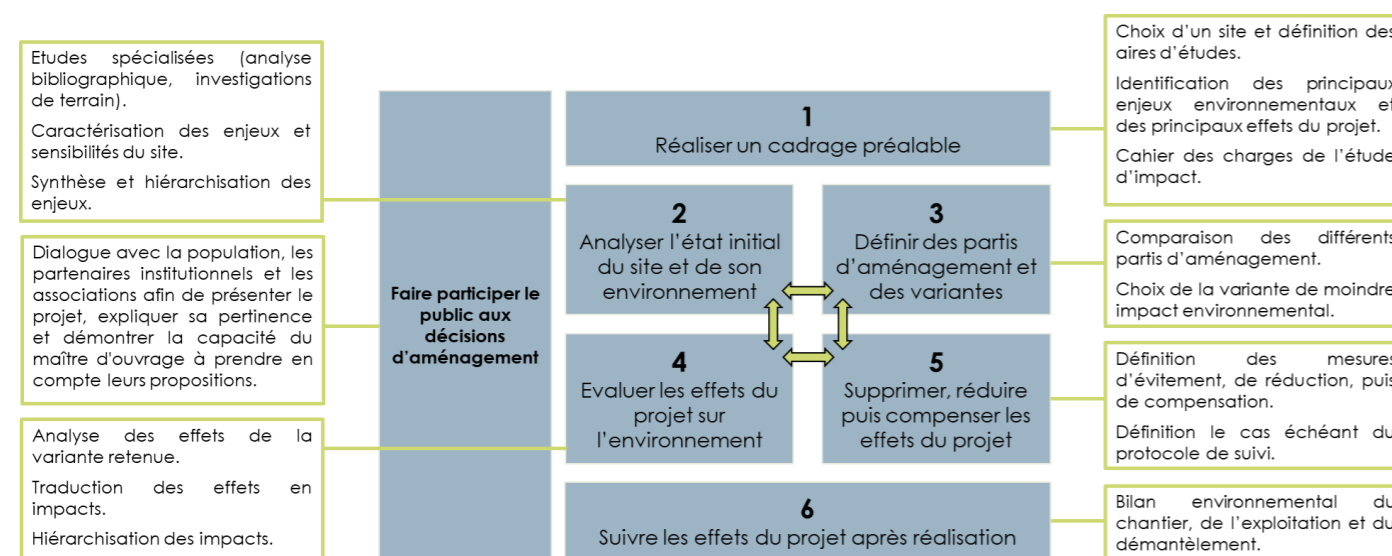 Etudes spécialisées (analyse
bibliographique, investigations
de terrain).
Caractérisation des enjeux et
sensibilités du site.
Synthèse et hiérarchisation des
enjeux.
Dialogue avec la population, les
partenaires institutionnels et les
associations afin de présenter le
projet, expliquer sa pertinence
et démontrer la capacité du
maître d'ouvrage à prendre en
compte leurs propositions.
Analyse des effets de la
variante retenue.
Traduction des effets en
impacts.
Hiérarchisation des impacts.
Faire participer le
public aux
décisions
d’aménagement
1
Réaliser un cadrage préalable
2
Analyser l’état initial
du site et de son
environnement
3
Définir des partis
d’aménagement et
des variantes
4
Evaluer les effets du
projet sur
l’environnement
5
Supprimer, réduire
puis compenser les
effets du projet
6
Suivre les effets du projet après réalisation
Choix d’un site et définition des
aires d’études.
Identification des principaux
enjeux environnementaux et
des principaux effets du projet.
Cahier des charges de l’étude
d’impact.
Comparaison des différents
partis d’aménagement.
Choix de la variante de moindre
impact environnemental.
Définition des mesures
d’évitement, de réduction, puis
de compensation.
Définition le cas échéant du
protocole de suivi.
Bilan environnemental du
chantier, de l’exploitation et du
démantèlement.